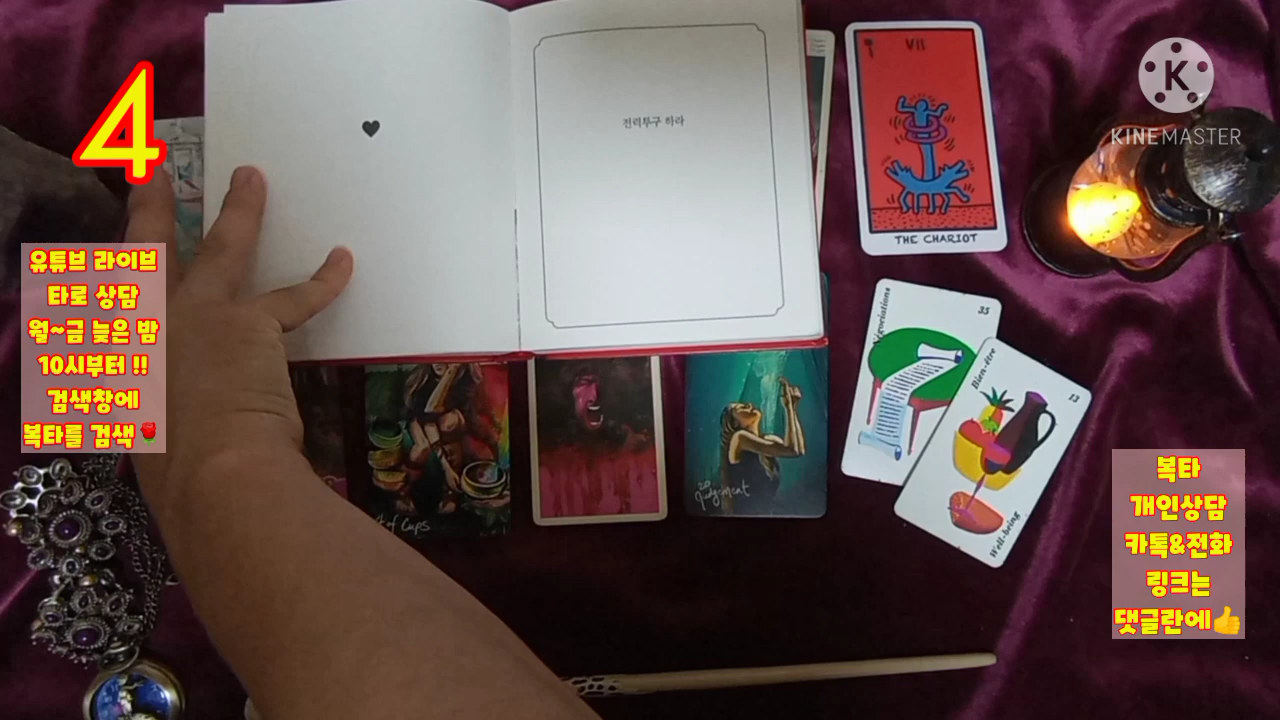 4
유튜브 라이브
타로 상담
월~금 늦은 밤
10시부터 !!
검색창에
복타를 검색🌹
전력투구 하라
VII
THE CHARIOT
KINEMASTER
35
Négociations
Bien-être
13
Well-being
of Cups
20
Judgement
복타
개인상담
카톡&전화
링크는
댓글란에👍